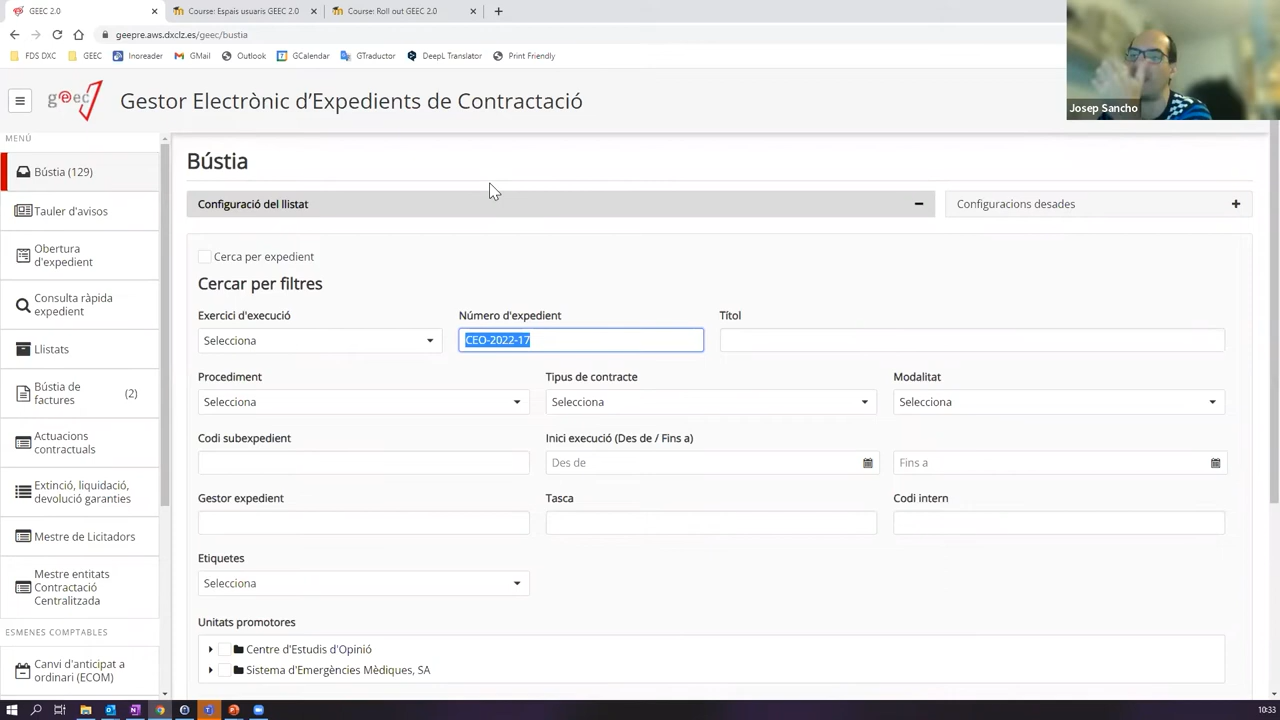 GEEC 2.0
Course: Espais usuaris GEEC 2.0
Course: Roll out GEEC 2.0
geepre.aws.dxclz.es/geec/bustia
FDS DXC
GEEC
Inoreader
GMail
Outlook
GCalendar
GTraductor
DeepL Translator
Print Friendly
Josep Sancho
geec
Gestor Electrònic d'Expedients de Contractació
MENÚ
Bústia (129)
Tauler d'avisos
Obertura
d'expedient
Consulta ràpida
expedient
Llistats
Bústia de
factures
(2)
Actuacions
contractuals
Extinció, liquidació,
devolució garanties
Mestre de Licitadors
Mestre entitats
Contractació
Centralitzada
ESMENES COMPTABLES
Canvi d'anticipat a
ordinari (ECOM)
Bústia
Configuració del llistat
Configuracions desades
Cerca per expedient
Cercar per filtres
Exercici d'execució
Número d'expedient
Títol
Selecciona
CEO-2022-17
Procediment
Tipus de contracte
Modalitat
Selecciona
Selecciona
Selecciona
Codi subexpedient
Inici execució (Des de / Fins a)
Des de
Fins a
Gestor expedient
Tasca
Codi intern
Etiquetes
Selecciona
Unitats promotores
Centre d'Estudis d'Opinió
Sistema d'Emergències Mèdiques, SA
10:33